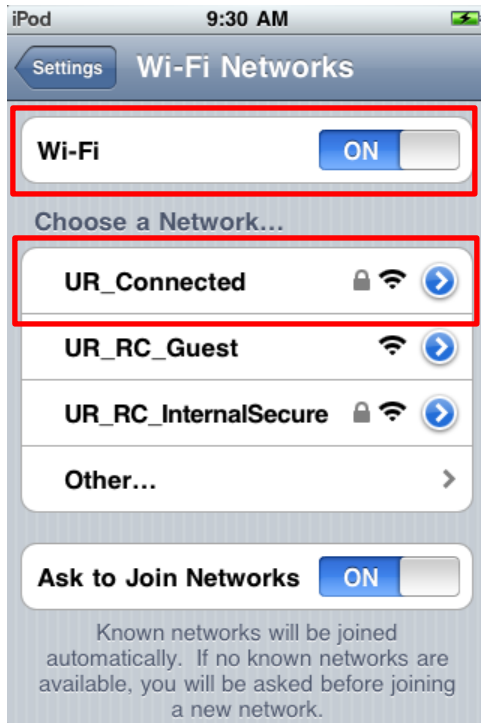 iPod 9:30 AM
Settings Wi-Fi Networks
Wi-Fi ON
Choose a Network...
UR_Connected
UR_RC_Guest
UR_RC_InternalSecure
Other...
Ask to Join Networks ON
Known networks will be joined
automatically. If no known networks are
available, you will be asked before joining
a new network.